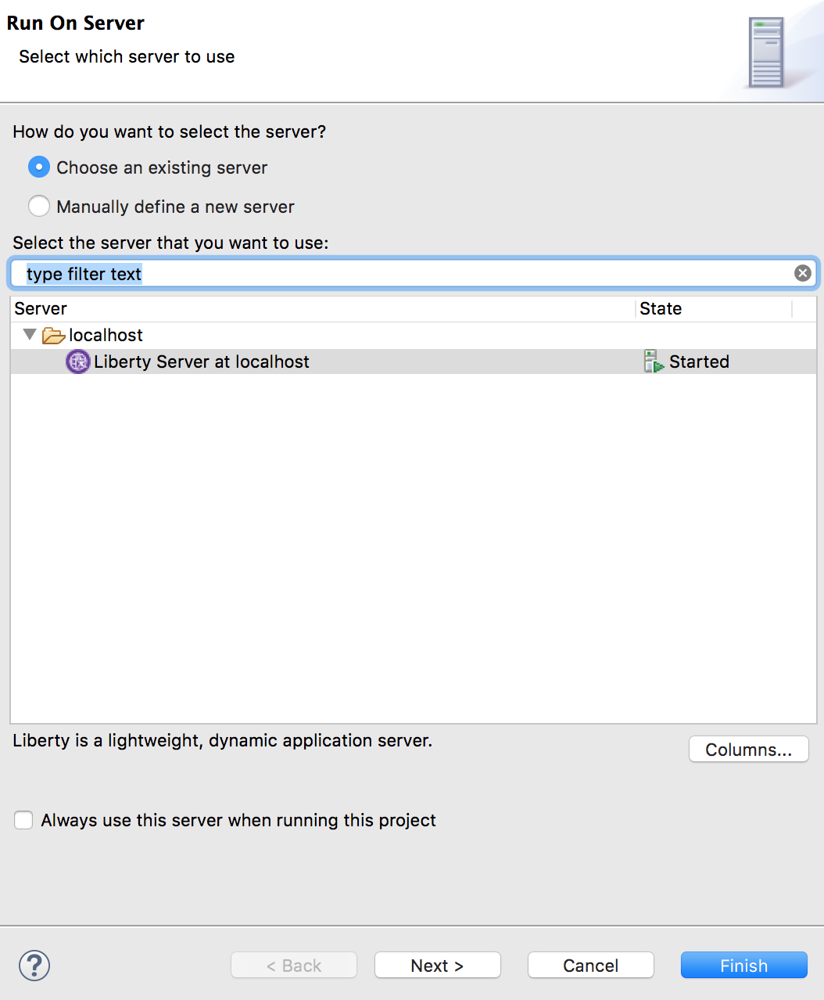 Run On Server
Select which server to use
How do you want to select the server?
Choose an existing server
Manually define a new server
Select the server that you want to use:
type filter text
Server State
localhost
Liberty Server at localhost Started
Liberty is a lightweight, dynamic application server.
Columns...
Always use this server when running this project
? < Back Next > Cancel Finish